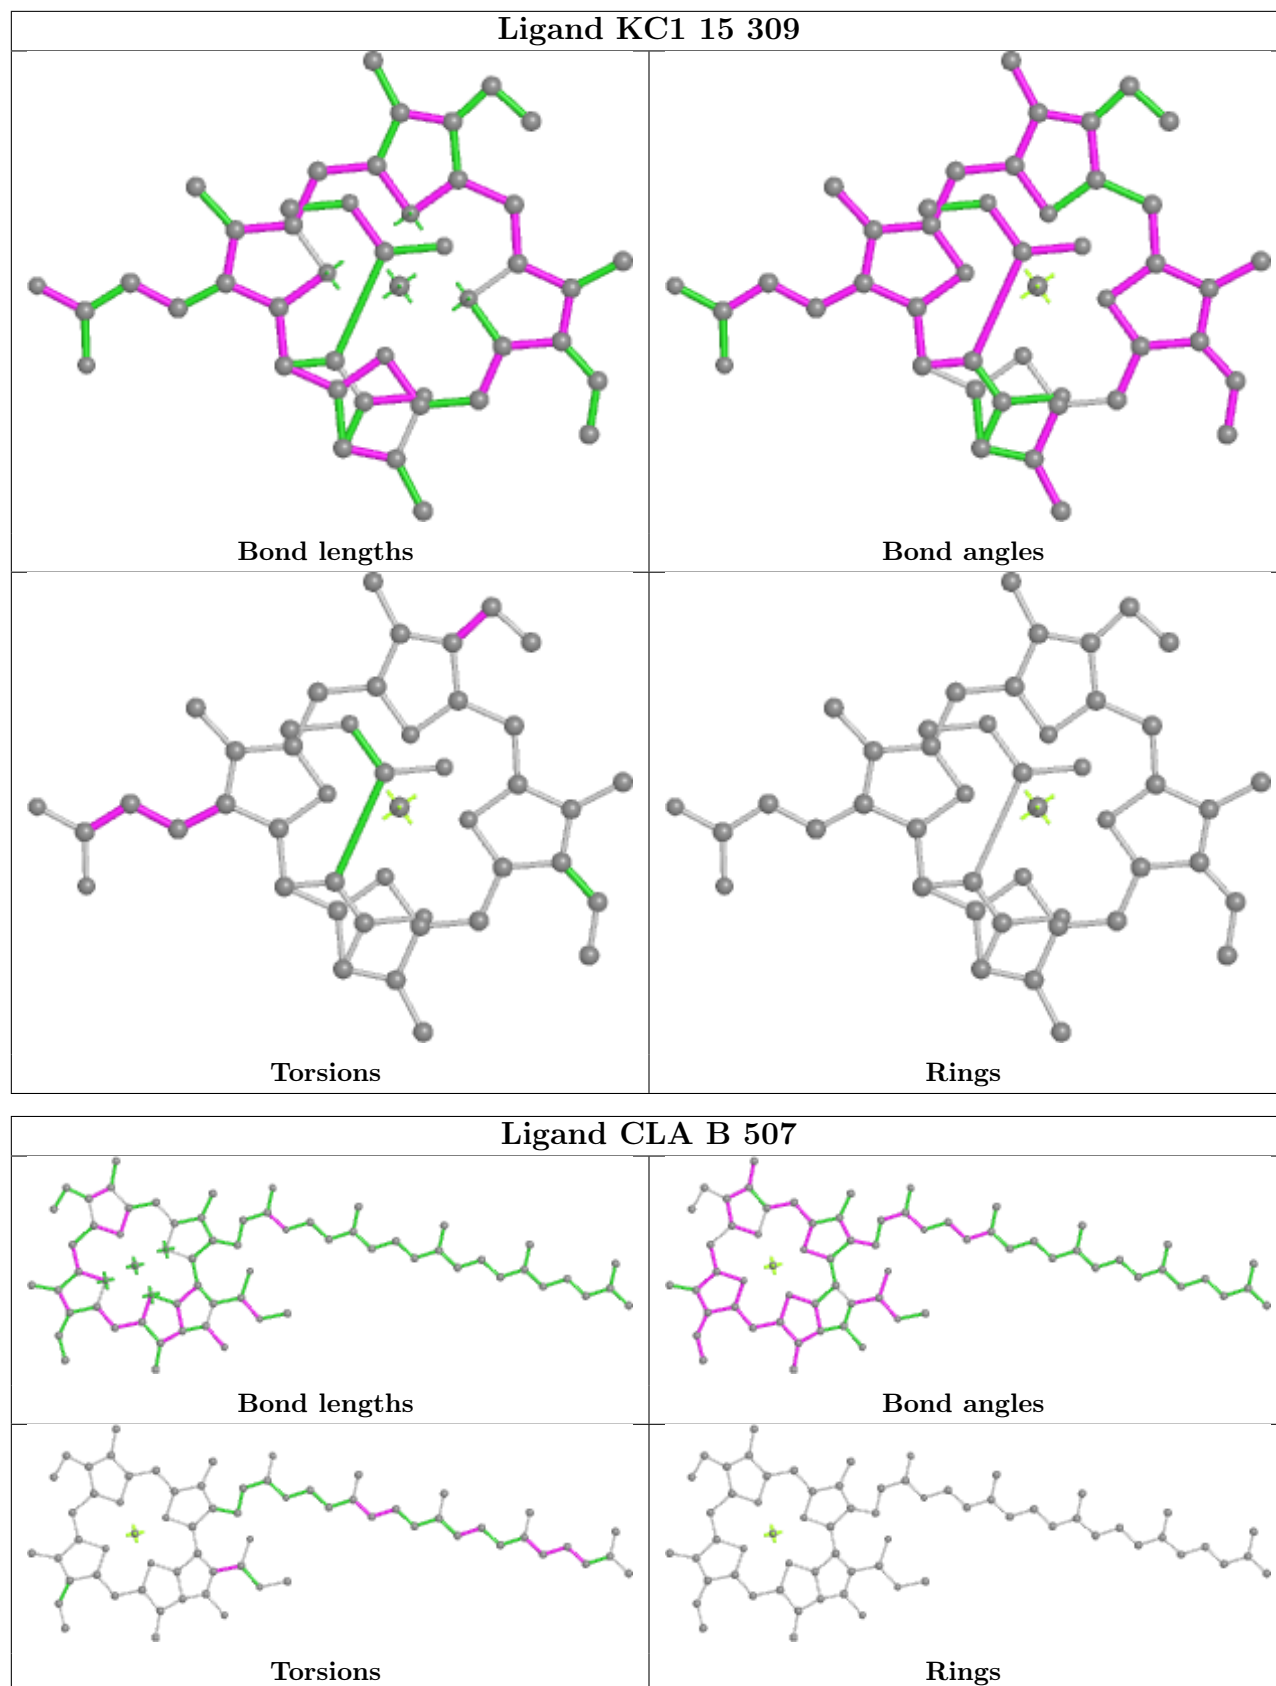 Ligand KC1 15 309
Bond lengths
Bond angles
Torsions
Rings
Ligand CLA B 507
Bond lengths
Bond angles
Torsions
Rings